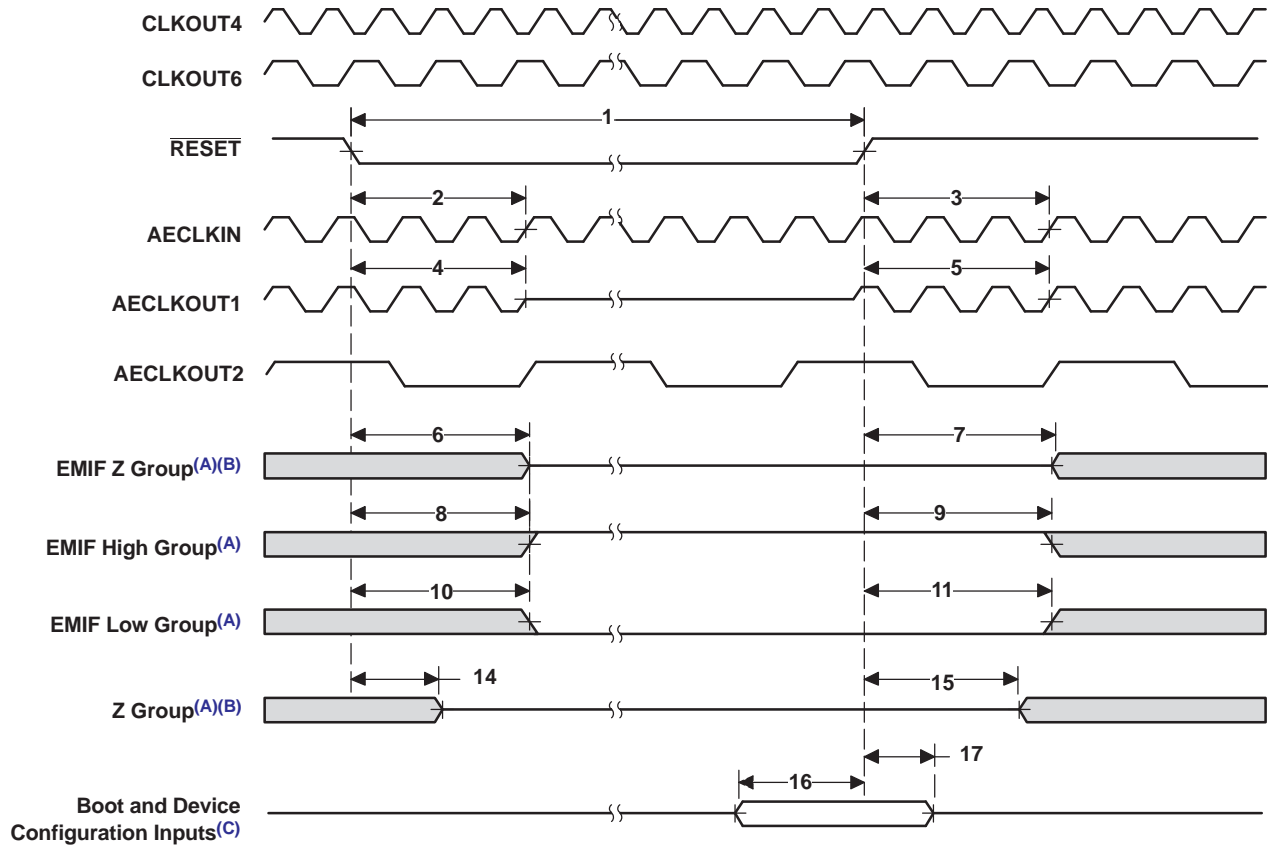 CLKOUT4
CLKOUT6
1
RESET
2 3
AECLKIN
4 5
AECLKOUT1
AECLKOUT2
6 7
EMIF Z Group(A)(B)
8 9
EMIF High Group(A)
10 11
EMIF Low Group(A)
14 15
Z Group(A)(B)
17
16
Boot and Device
Configuration Inputs(C)